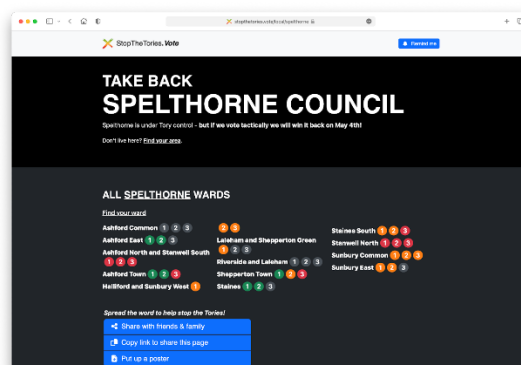 stopthetories.vote/local/spelthorne
StopTheTories.Vote
Remind me
TAKE BACK
SPELTHORNE COUNCIL
Spelthorne is under Tory control – but if we vote tactically we will win it back on May 4th!
Don't live here? Find your area.
ALL SPELTHORNE WARDS
Find your ward
Ashford Common 1 2 3
Ashford East 1 2 3
Ashford North and Stanwell South
1 2 3
Ashford Town 1 2 3
Halliford and Sunbury West 1
2 3
Laleham and Shepperton Green
1 2 3
Riverside and Laleham 1 2 3
Shepperton Town 1 2 3
Staines 1 2 3
Staines South 1 2 3
Stanwell North 1 2 3
Sunbury Common 1 2 3
Sunbury East 1 2 3
Spread the word to help stop the Tories!
Share with friends & family
Copy link to share this page
Put up a poster